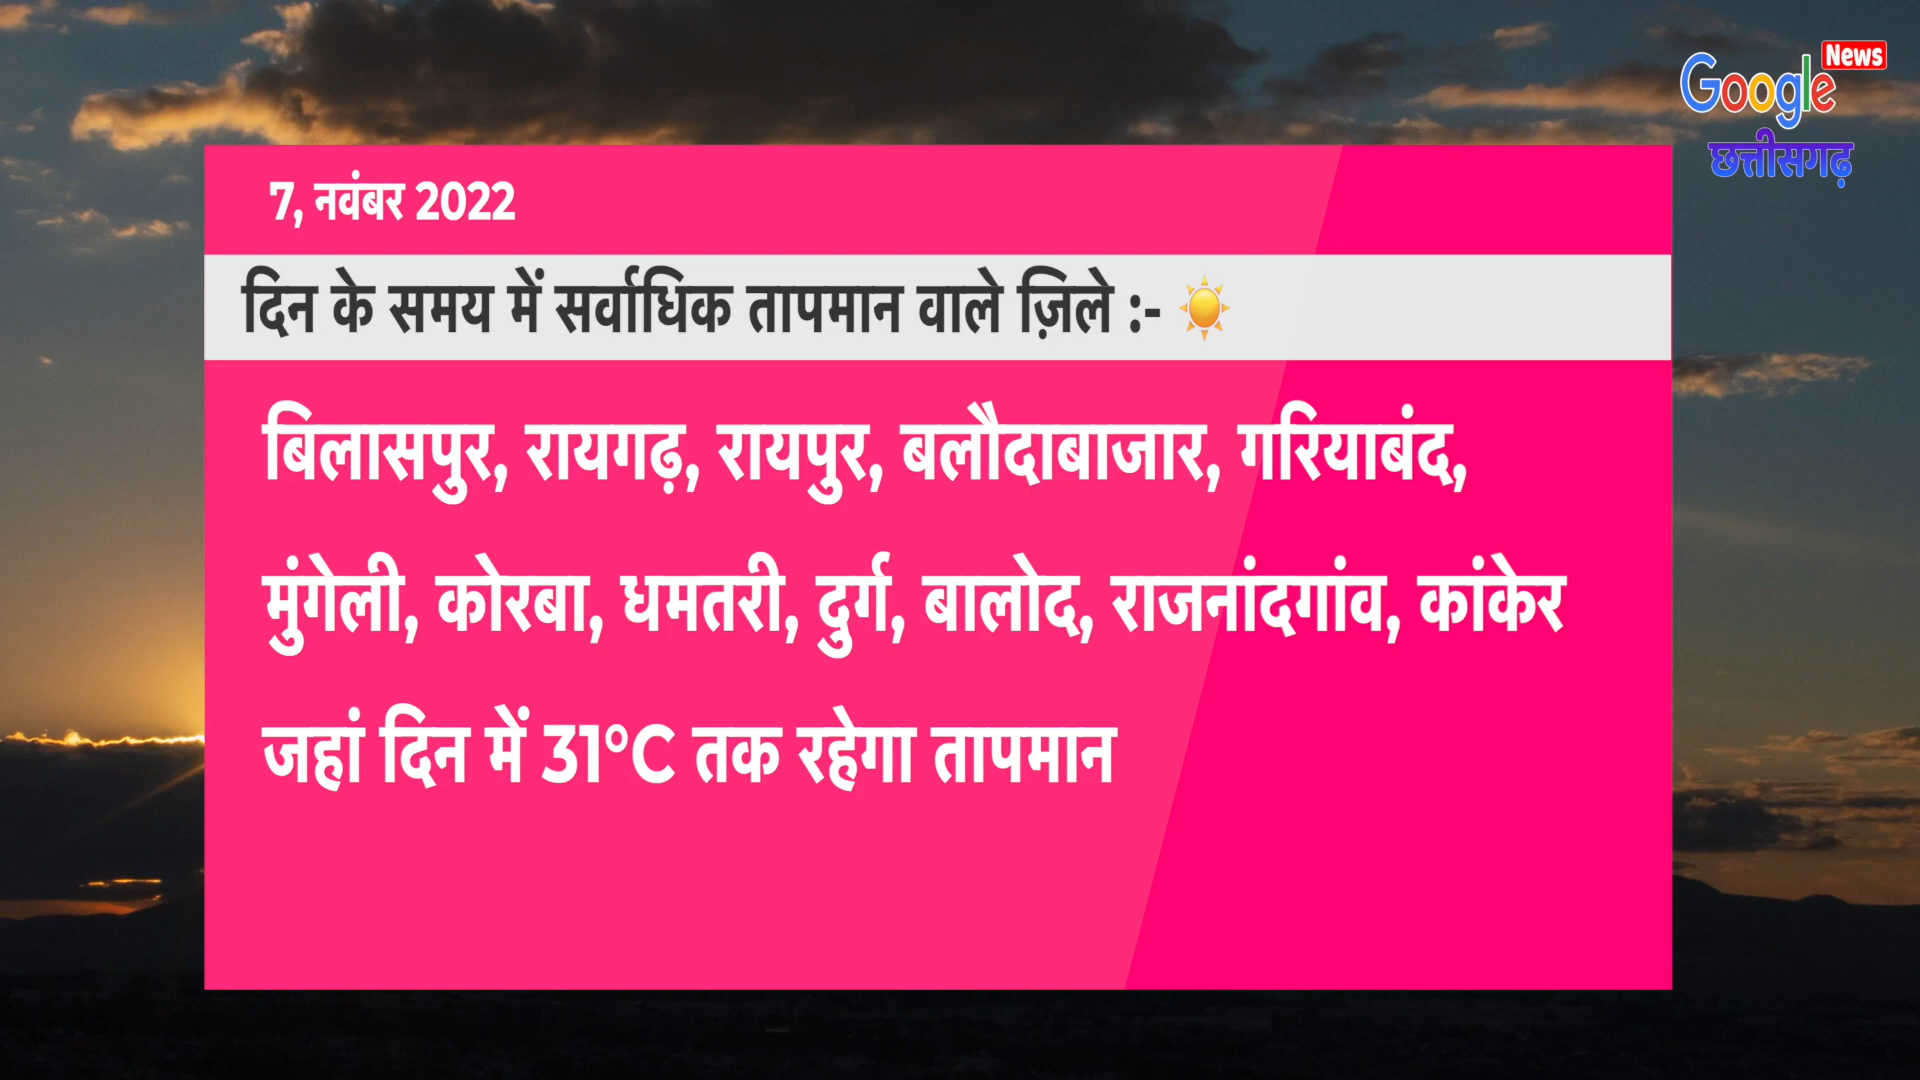 Google News
छत्तीसगढ़
7, नवंबर 2022
दिन के समय में सर्वाधिक तापमान वाले ज़िले :-
बिलासपुर, रायगढ़, रायपुर, बलौदाबाजार, गरियाबंद,
मुंगेली, कोरबा, धमतरी, दुर्ग, बालोद, राजनांदगांव, कांकेर
जहां दिन में 31°C तक रहेगा तापमान